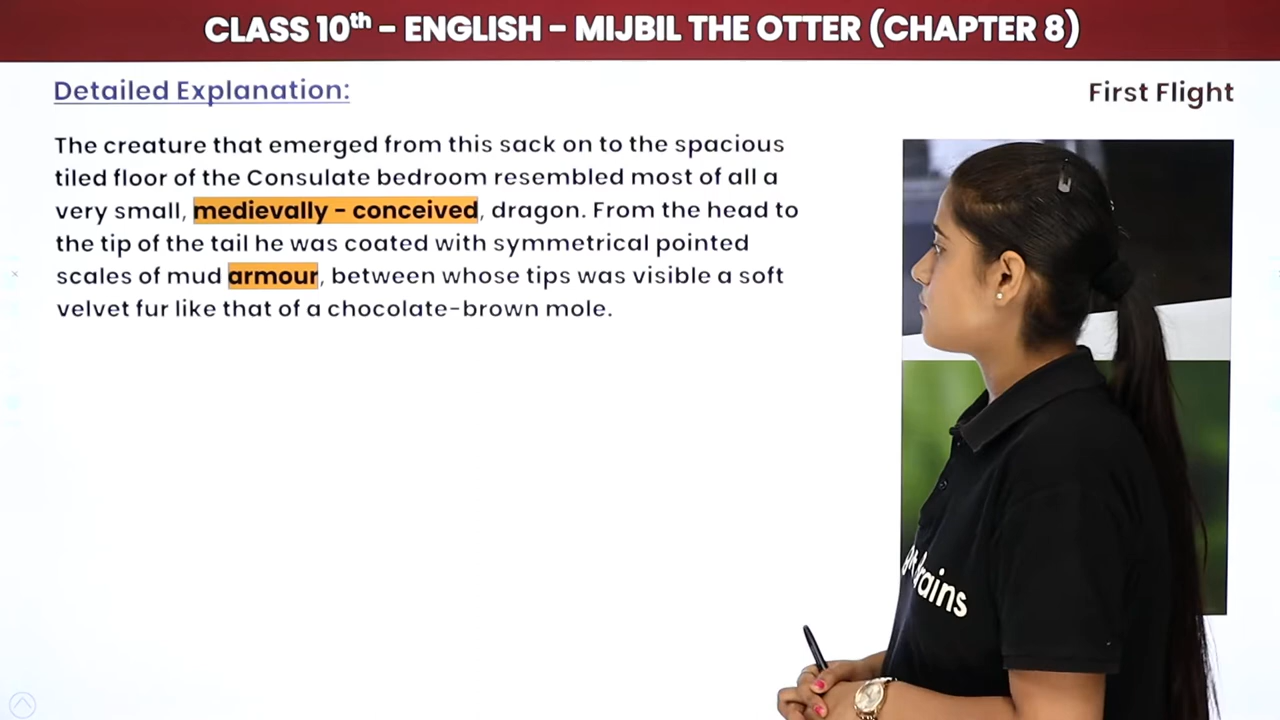 CLASS 10th - ENGLISH - MIJBIL THE OTTER (CHAPTER 8)
Detailed Explanation:
First Flight
The creature that emerged from this sack on to the spacious
tiled floor of the Consulate bedroom resembled most of all a
very small, medievally - conceived, dragon. From the head to
the tip of the tail he was coated with symmetrical pointed
scales of mud armour, between whose tips was visible a soft
velvet fur like that of a chocolate-brown mole.